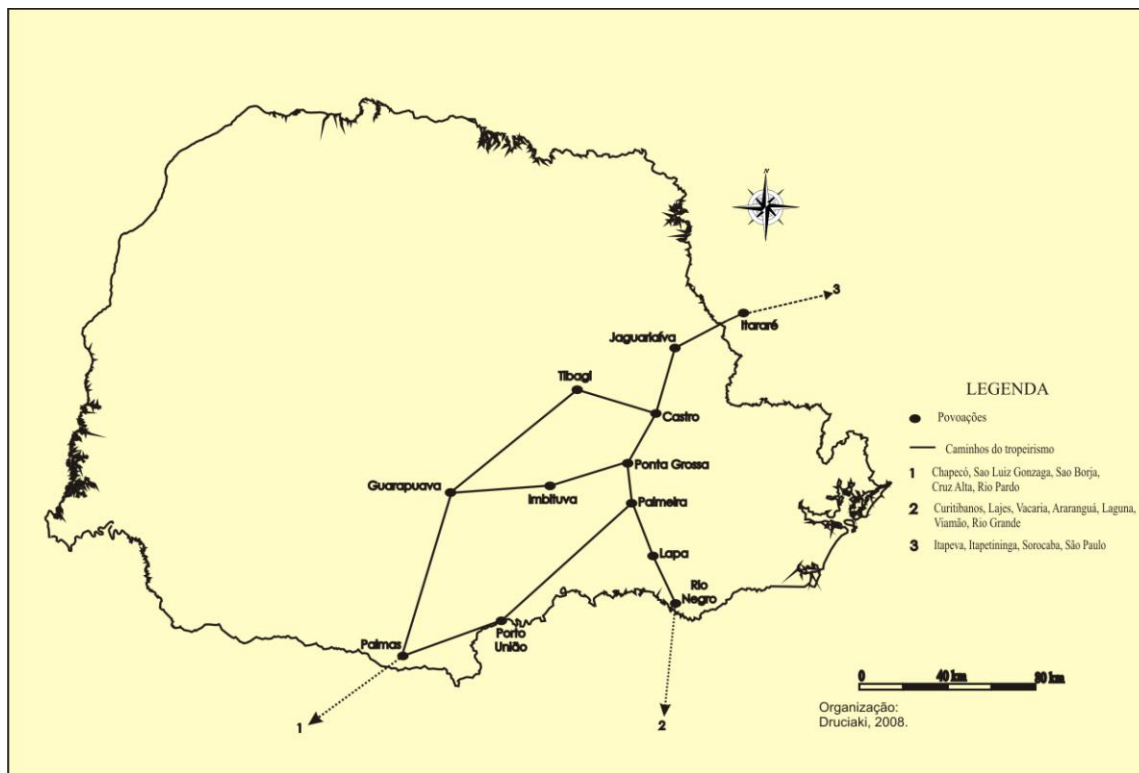 N
3
Itararé
Jaguariaíva
Tibagi
Castro
Ponta Grossa
Guarapuava
Imbituva
Palmeira
Lapa
Rio
Negro
Porto
União
Palmas
1
2
LEGENDA
Povoações
Caminhos do tropeirismo
1 Chapecó, Sao Luiz Gonzaga, Sao Borja,
Cruz Alta, Rio Pardo
2 Curitibanos, Lajes, Vacaria, Araranguá, Laguna,
Viamão, Rio Grande
3 Itapeva, Itapetininga, Sorocaba, São Paulo
0 40 km 80 km
Organização:
Druciaki, 2008.